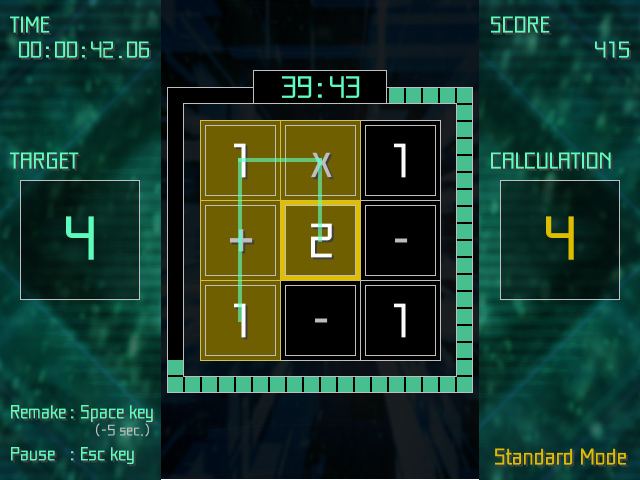 TIME
00:00:42.06
SCORE
415
39:43
TARGET
4
CALCULATION
4
1 x 1
+ 2 -
1 - 1
Remake : Space key
(-5 sec.)
Pause : Esc key
Standard Mode